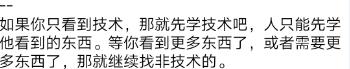 --
如果你只看到技术，那就先学技术吧，人只能先学
他看到的东西。等你看到更多东西了，或者需要更
多东西了，那就继续找非技术的。